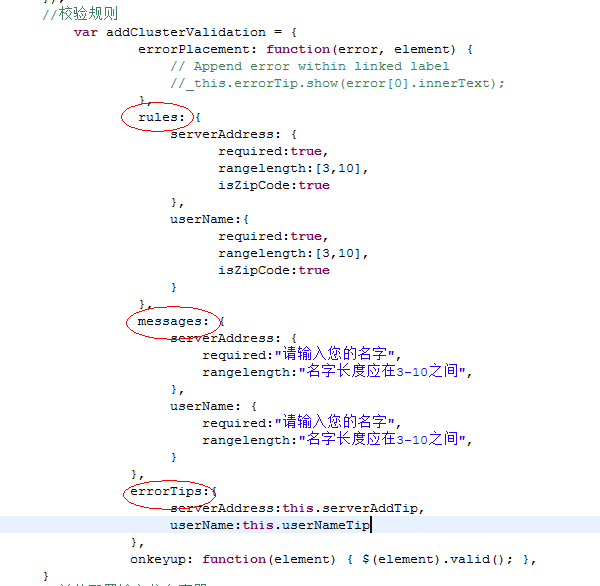 //校验规则
var addClusterValidation = {
errorPlacement: function(error, element) {
// Append error within linked label
//_this.errorTip.show(error[0].innerText);
},
rules: {
serverAddress: {
required:true,
rangelength:[3,10],
isZipCode:true
},
userName:{
required:true,
rangelength:[3,10],
isZipCode:true
}
},
messages: {
serverAddress: {
required:"请输入您的名字",
rangelength:"名字长度应在3-10之间",
},
userName: {
required:"请输入您的名字",
rangelength:"名字长度应在3-10之间",
}
},
errorTips:{
serverAddress:this.serverAddTip,
userName:this.userNameTip
},
onkeyup: function(element) { $(element).valid(); },
}